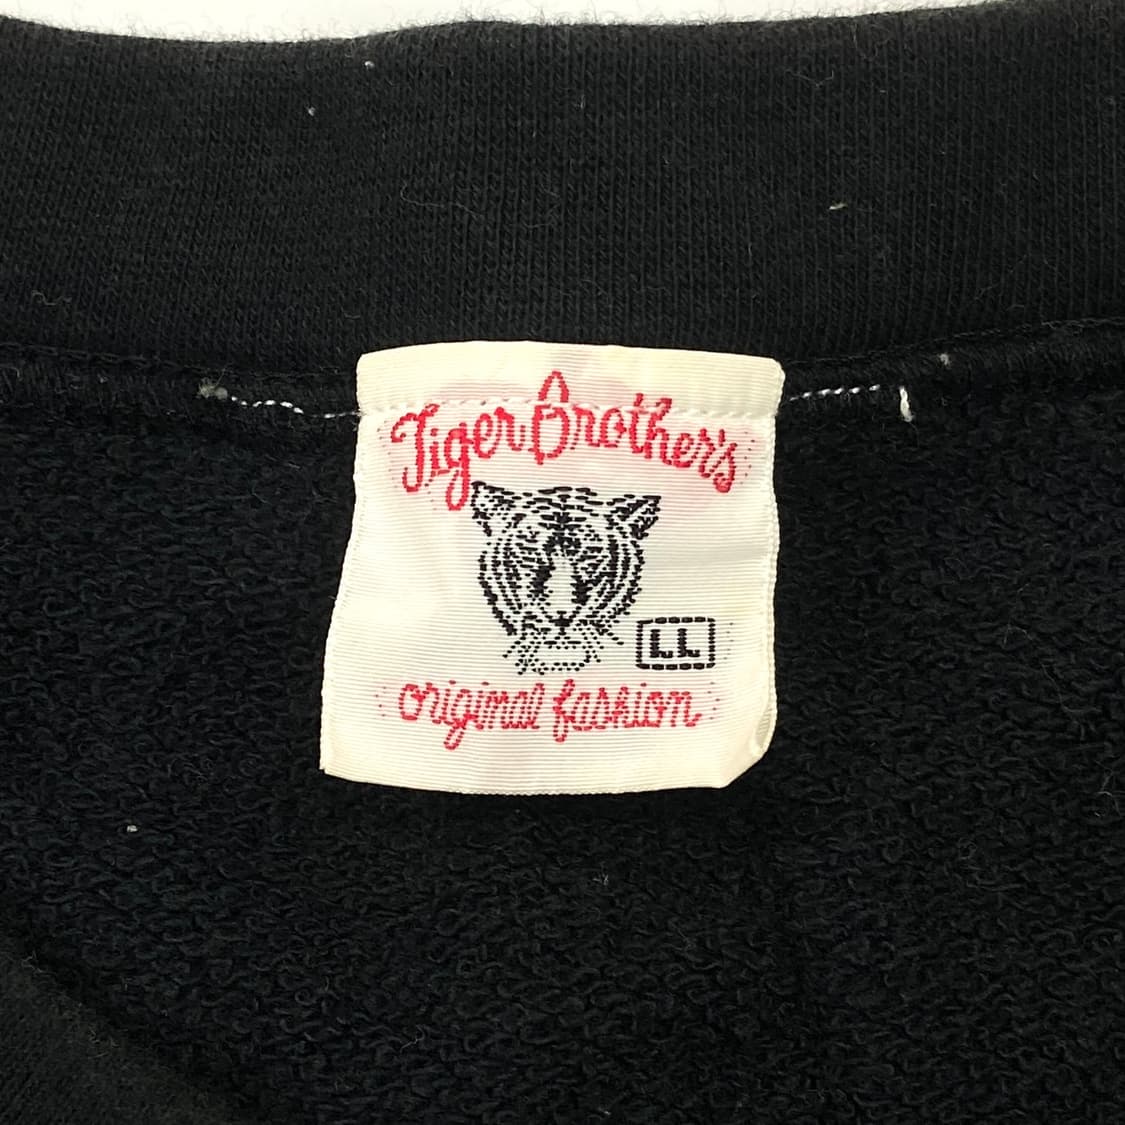 Tiger Brother's
LL
original fashion